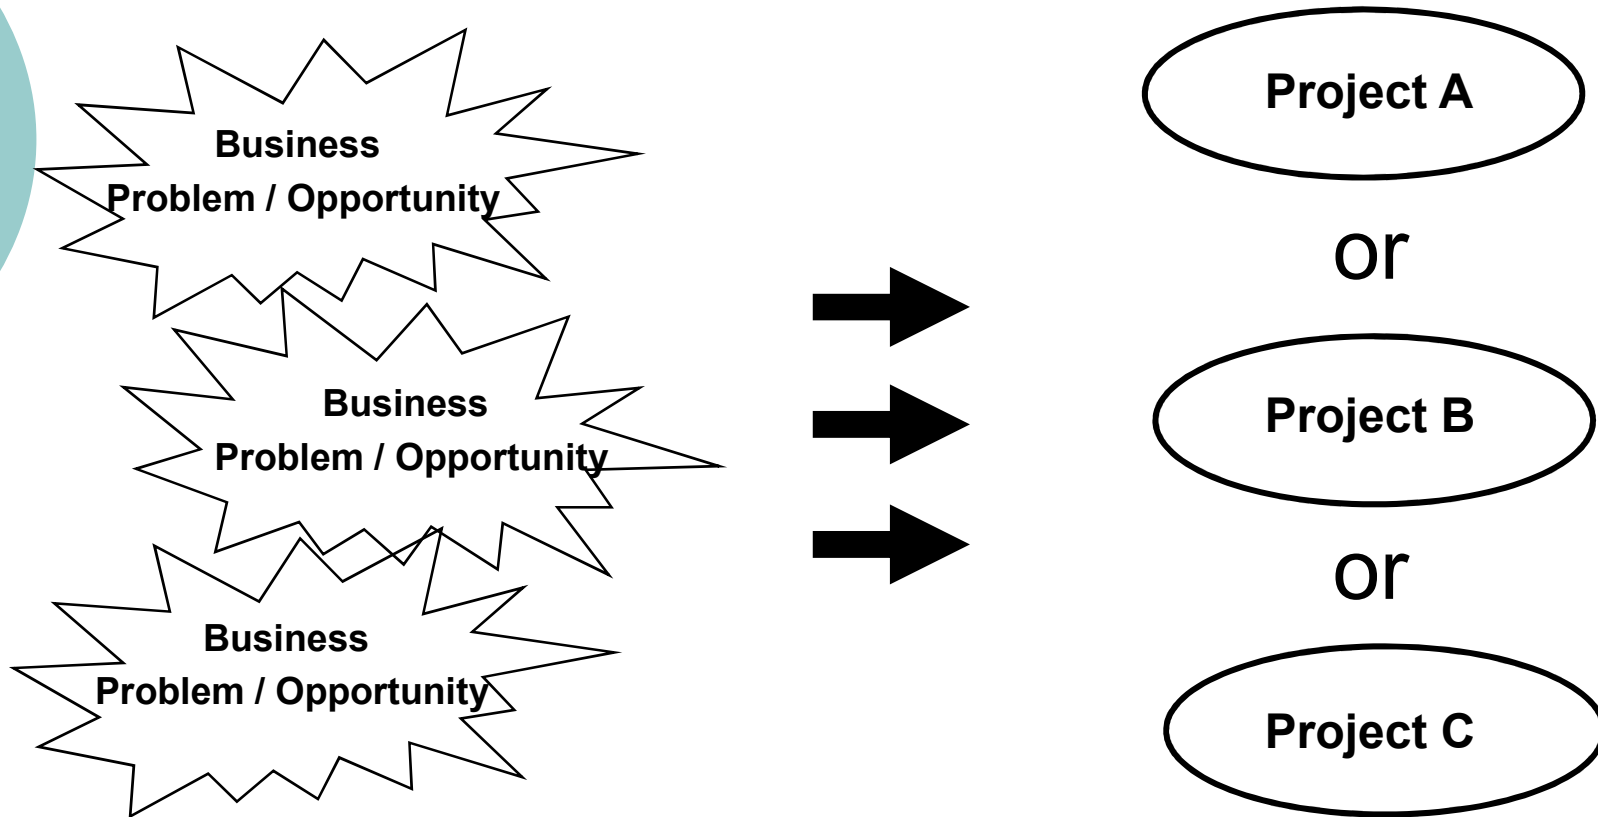 Business
Problem / Opportunity
Business
Problem / Opportunity
Business
Problem / Opportunity
Project A
or
Project B
or
Project C